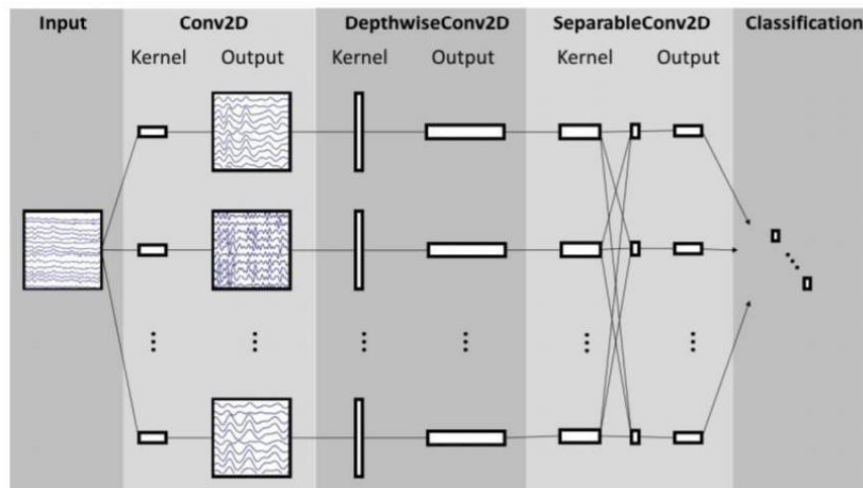 Input Conv2D DepthwiseConv2D SeparableConv2D Classification
Kernel Output Kernel Output Kernel Output